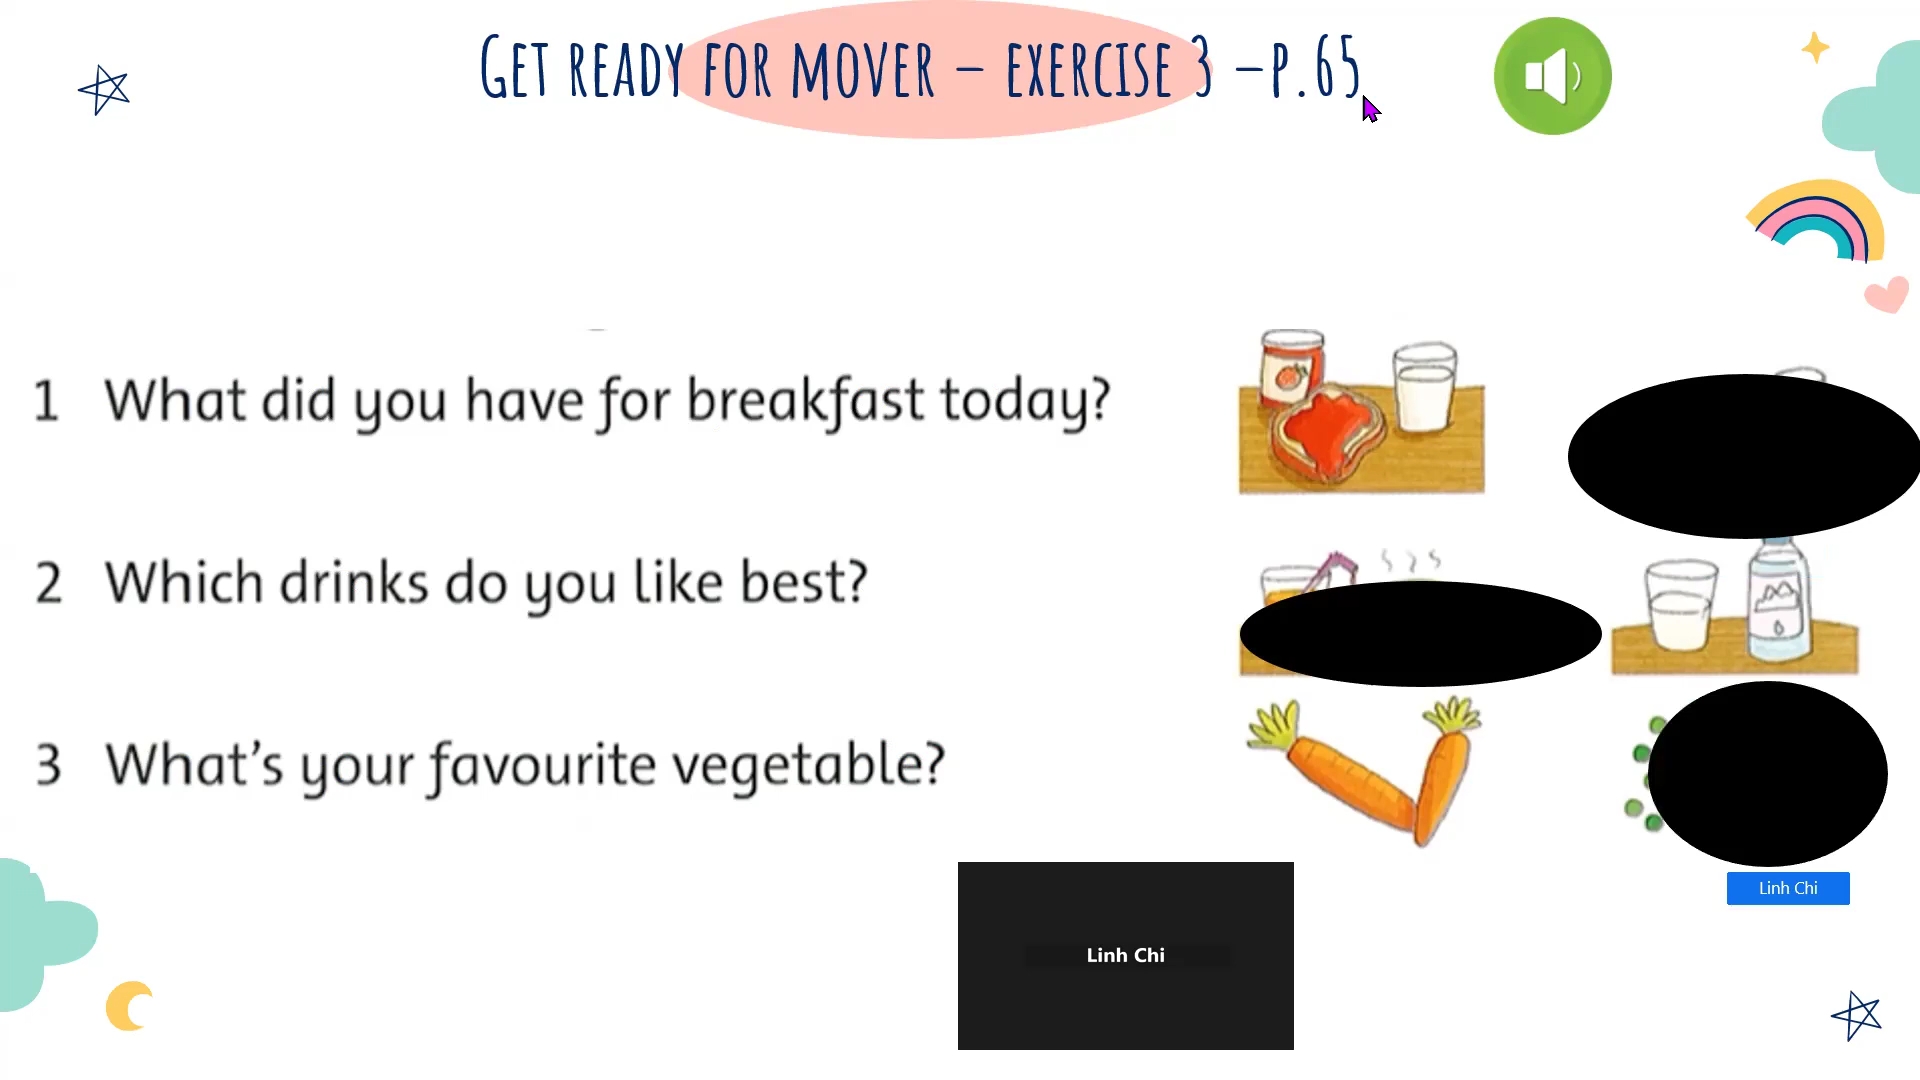 GET READY FOR MOVER – EXERCISE 3 –P.65
1 What did you have for breakfast today?
2 Which drinks do you like best?
3 What's your favourite vegetable?
Linh Chi
Linh Chi